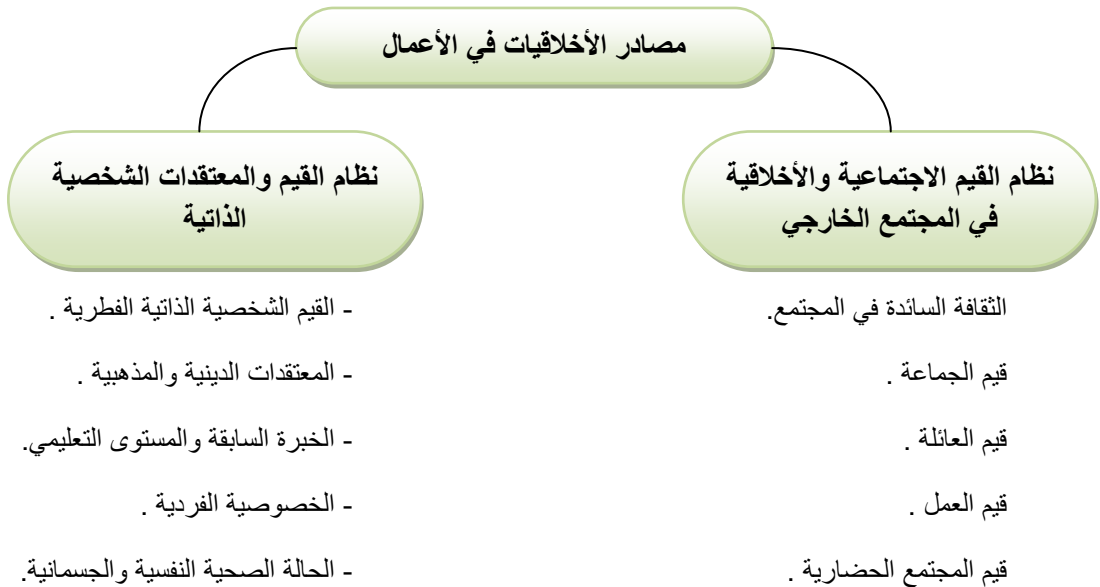 مصادر الأخلاقيات في الأعمال
نظام القيم الاجتماعية والأخلاقية
في المجتمع الخارجي
الثقافة السائدة في المجتمع.
قيم الجماعة .
قيم العائلة .
قيم العمل .
قيم المجتمع الحضارية .
نظام القيم والمعتقدات الشخصية
الذاتية
- القيم الشخصية الذاتية الفطرية .
- المعتقدات الدينية والمذهبية .
- الخبرة السابقة والمستوى التعليمي.
- الخصوصية الفردية .
- الحالة الصحية النفسية والجسمانية.